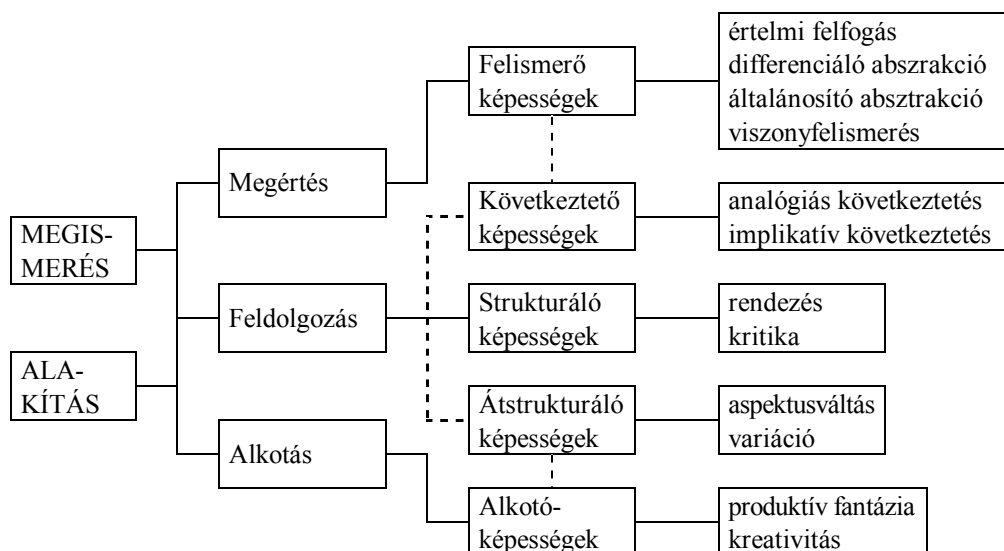 MEGIS-
MERÉS
ALA-
KÍTÁS
Megértés
Feldolgozás
Alkotás
Felismerő
képességek
Következtető
képességek
Strukturáló
képességek
Átstrukturáló
képességek
Alkotó-
képességek
értelmi felfogás
differenciáló abszrakció
általánosító absztrakció
viszonyfelismerés
analógiás következtetés
implikatív következtetés
rendezés
kritika
aspektusváltás
variáció
produktív fantázia
kreativitás